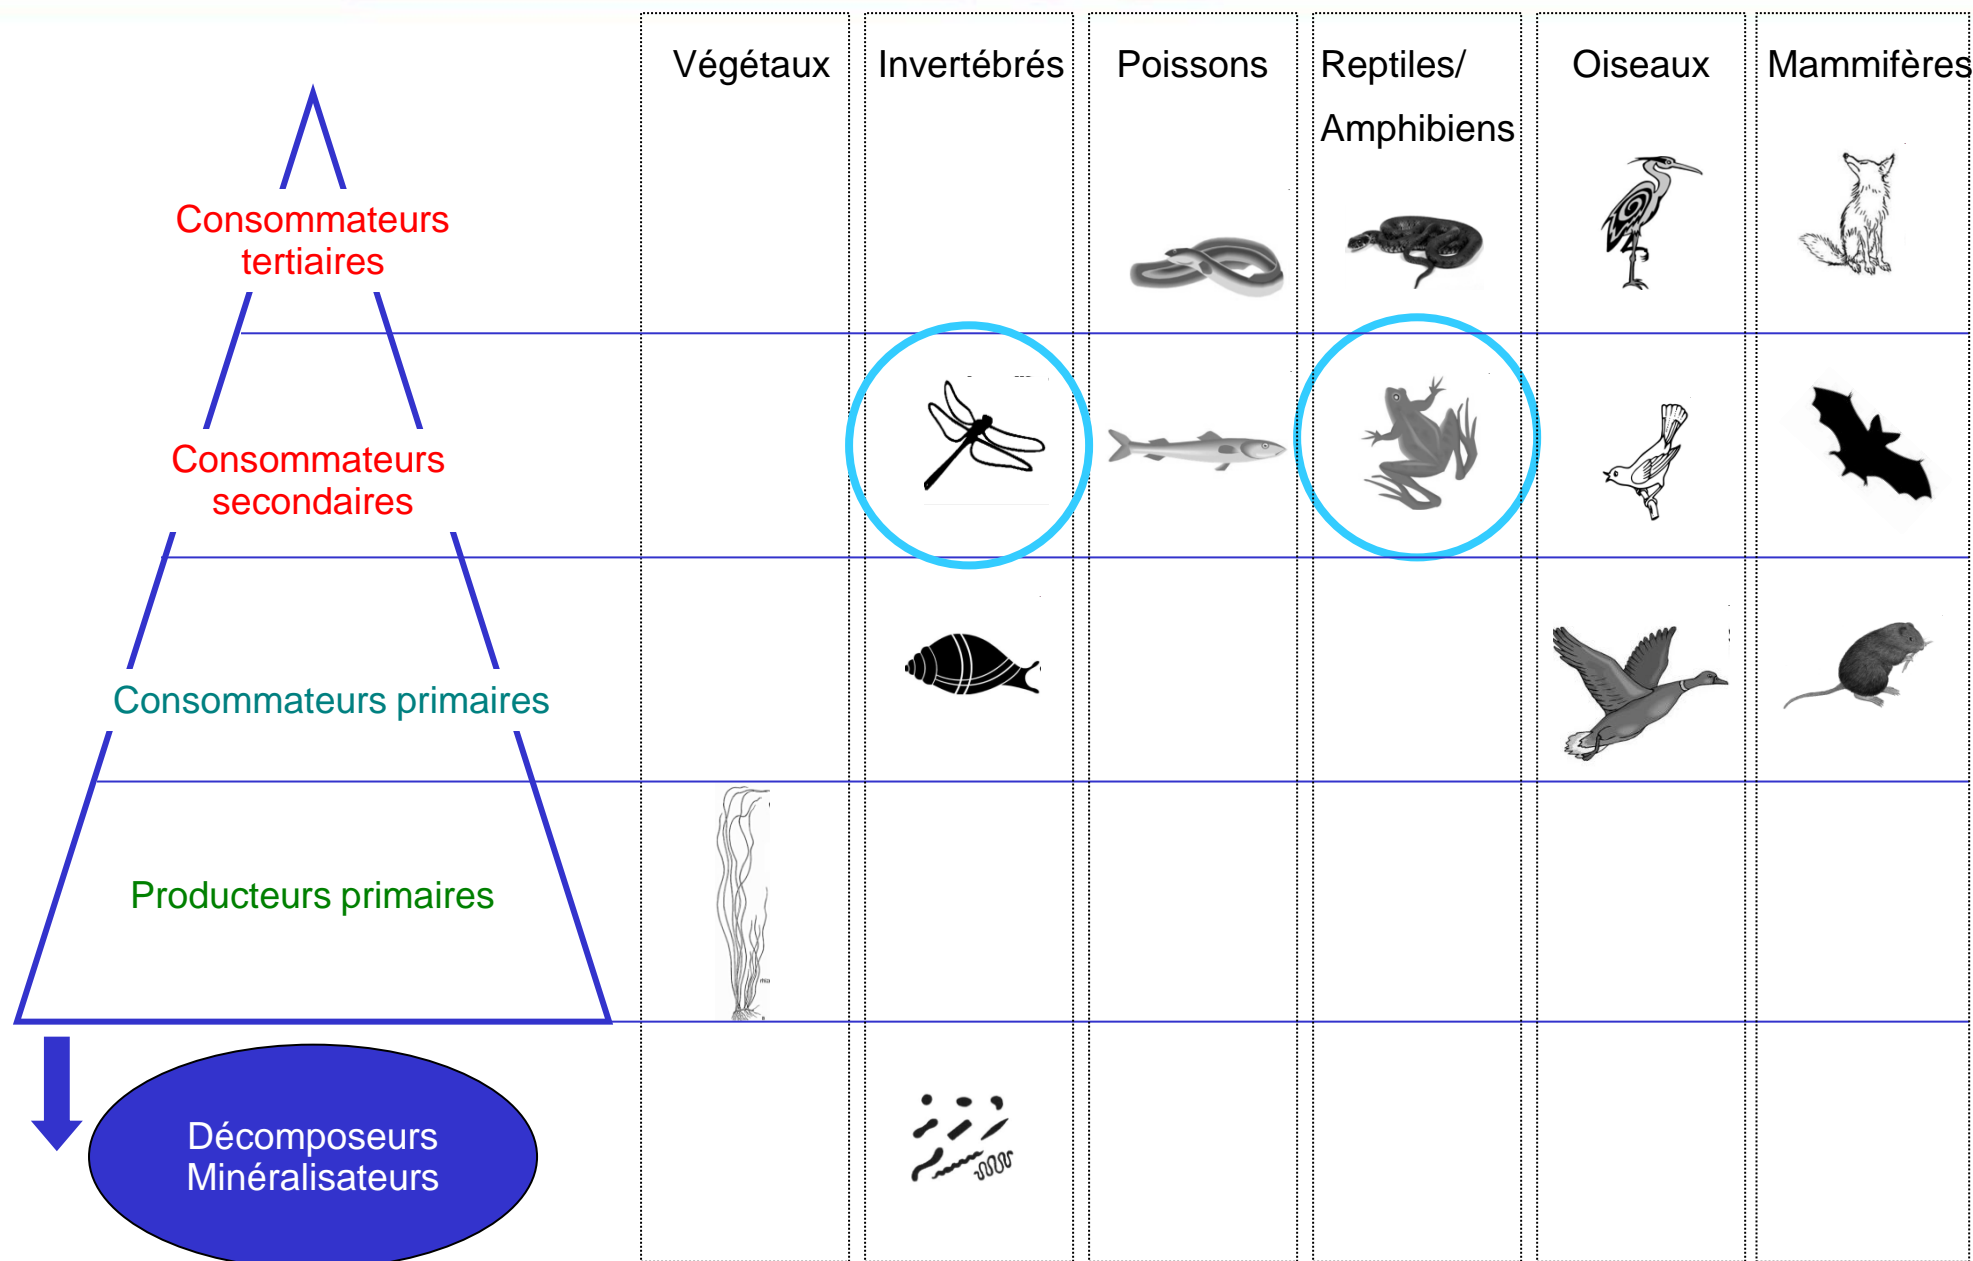 Végétaux
Invertébrés
Poissons
Reptiles/
Amphibiens
Oiseaux
Mammifères
Consommateurs
tertiaires
Consommateurs
secondaires
Consommateurs primaires
Producteurs primaires
Décomposeurs
Minéralisateurs